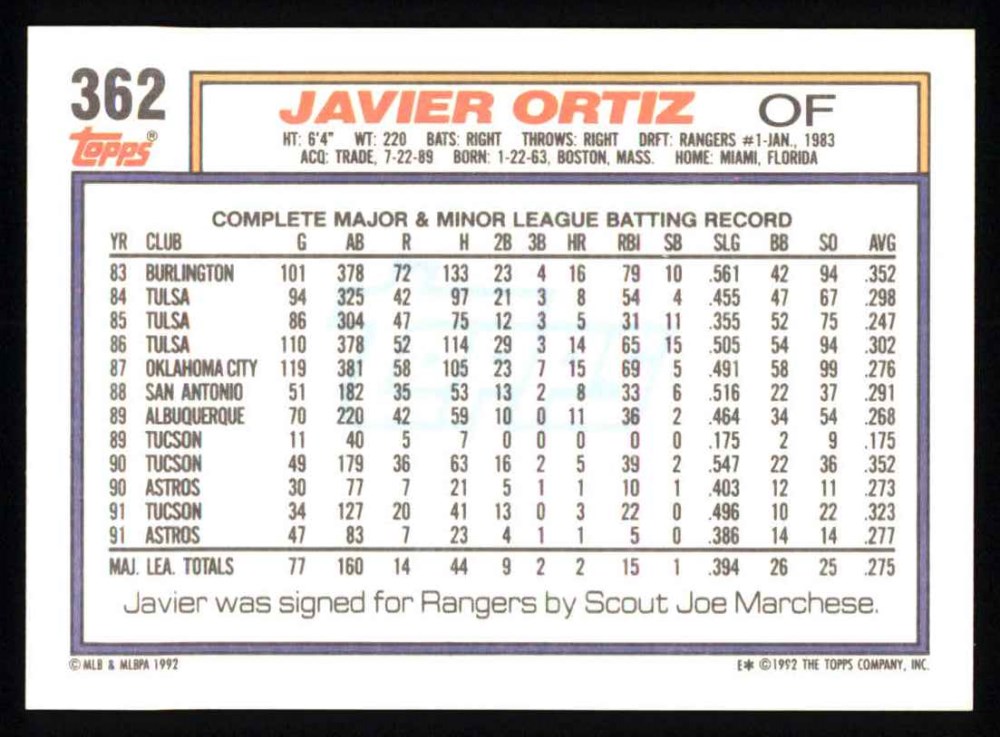 362
JAVIER ORTIZ OF
Topps®
HT: 6'4" WT: 220 BATS: RIGHT THROWS: RIGHT DRFT: RANGERS #1-JAN., 1983
ACQ: TRADE, 7-22-89 BORN: 1-22-63, BOSTON, MASS. HOME: MIAMI, FLORIDA
COMPLETE MAJOR & MINOR LEAGUE BATTING RECORD
YR CLUB G AB R H 2B 3B HR RBI SB SLG BB SO AVG
83 BURLINGTON 101 378 72 133 23 4 16 79 10 .561 42 94 .352
84 TULSA 94 325 42 97 21 3 8 54 4 .455 47 67 .298
85 TULSA 86 304 47 75 12 3 5 31 11 .355 52 75 .247
86 TULSA 110 378 52 114 29 3 14 65 15 .505 54 94 .302
87 OKLAHOMA CITY 119 381 58 105 23 7 15 69 5 .491 58 99 .276
88 SAN ANTONIO 51 182 35 53 13 2 8 33 6 .516 22 37 .291
89 ALBUQUERQUE 70 220 42 59 10 0 11 36 2 .464 34 54 .268
89 TUCSON 11 40 5 7 0 0 0 0 0 .175 2 9 .175
90 TUCSON 49 179 36 63 16 2 5 39 2 .547 22 36 .352
90 ASTROS 30 77 7 21 5 1 1 10 1 .403 12 11 .273
91 TUCSON 34 127 20 41 13 0 3 22 0 .496 10 22 .323
91 ASTROS 47 83 7 23 4 1 1 5 0 .386 14 14 .277
MAJ. LEA. TOTALS 77 160 14 44 9 2 2 15 1 .394 26 25 .275
Javier was signed for Rangers by Scout Joe Marchese.
© MLB & MLBPA 1992
E* © 1992 THE TOPPS COMPANY, INC.